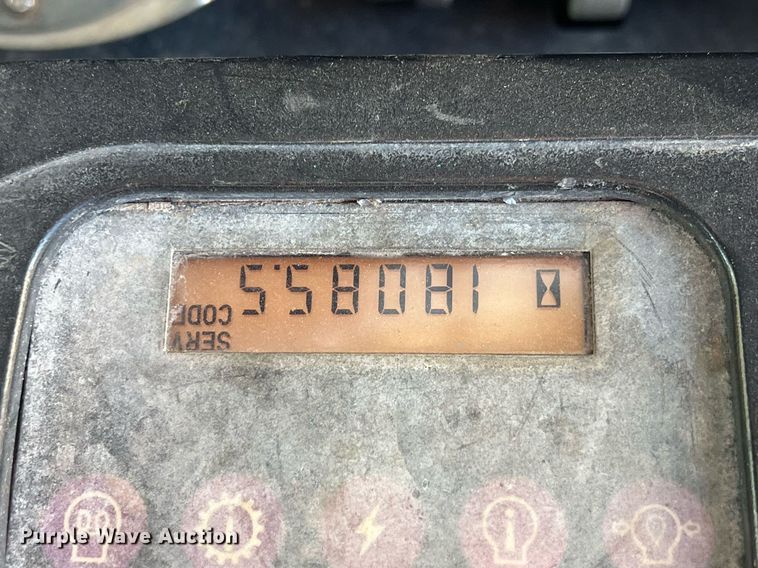 SERV
CODE
18085.5
Purple Wave Auction